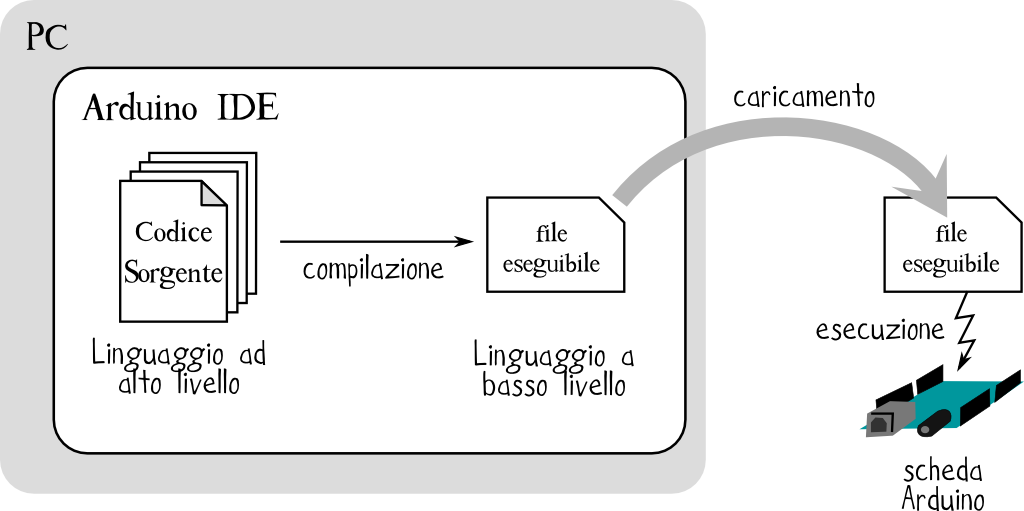 PC
Arduino IDE
caricamento
Codice
Sorgente
compilazione
file
eseguibile
file
eseguibile
esecuzione
Linguaggio ad
alto livello
Linguaggio a
basso livello
scheda
Arduino